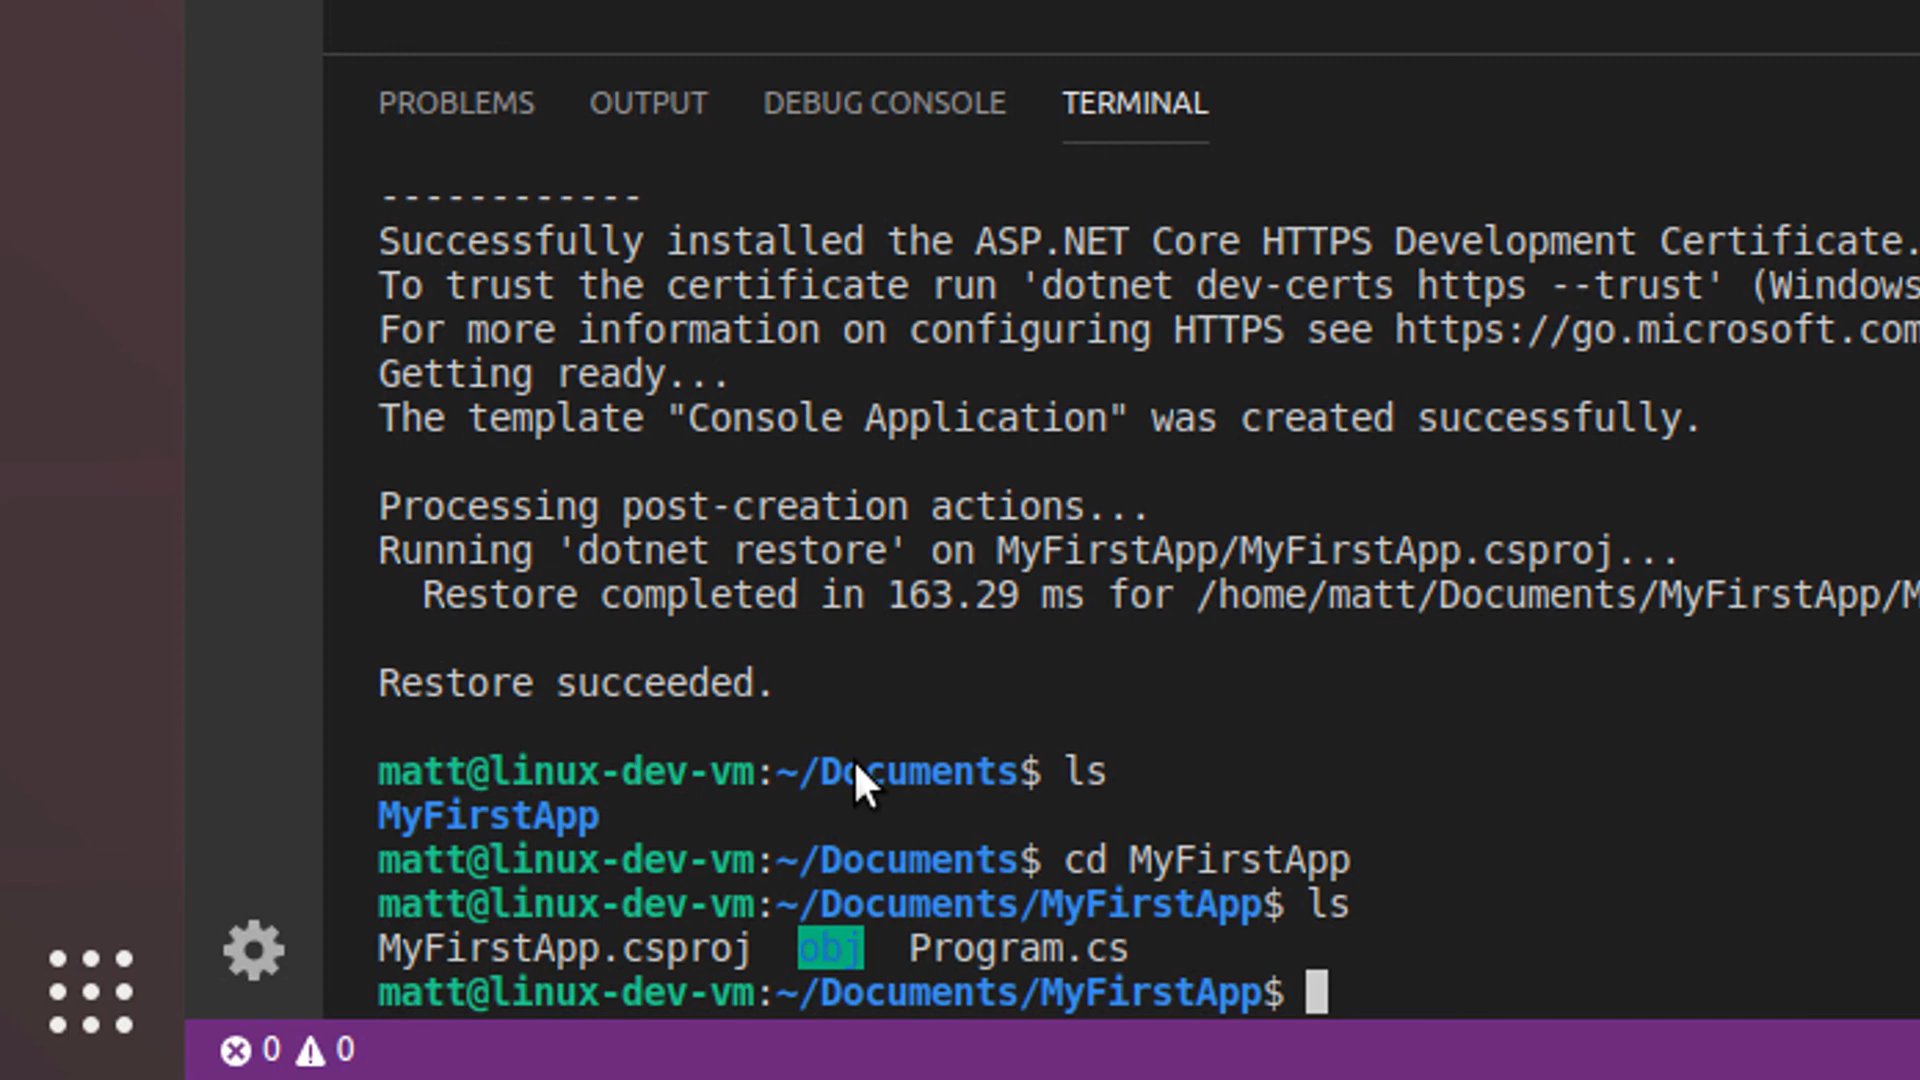 PROBLEMS OUTPUT DEBUG CONSOLE TERMINAL
------------
Successfully installed the ASP.NET Core HTTPS Development Certificate.
To trust the certificate run 'dotnet dev-certs https --trust' (Windows
For more information on configuring HTTPS see https://go.microsoft.com
Getting ready...
The template "Console Application" was created successfully.
Processing post-creation actions...
Running 'dotnet restore' on MyFirstApp/MyFirstApp.csproj...
Restore completed in 163.29 ms for /home/matt/Documents/MyFirstApp/M
Restore succeeded.
matt@linux-dev-vm:~/Documents$ ls
MyFirstApp
matt@linux-dev-vm:~/Documents$ cd MyFirstApp
matt@linux-dev-vm:~/Documents/MyFirstApp$ ls
MyFirstApp.csproj obj Program.cs
matt@linux-dev-vm:~/Documents/MyFirstApp$
0 0